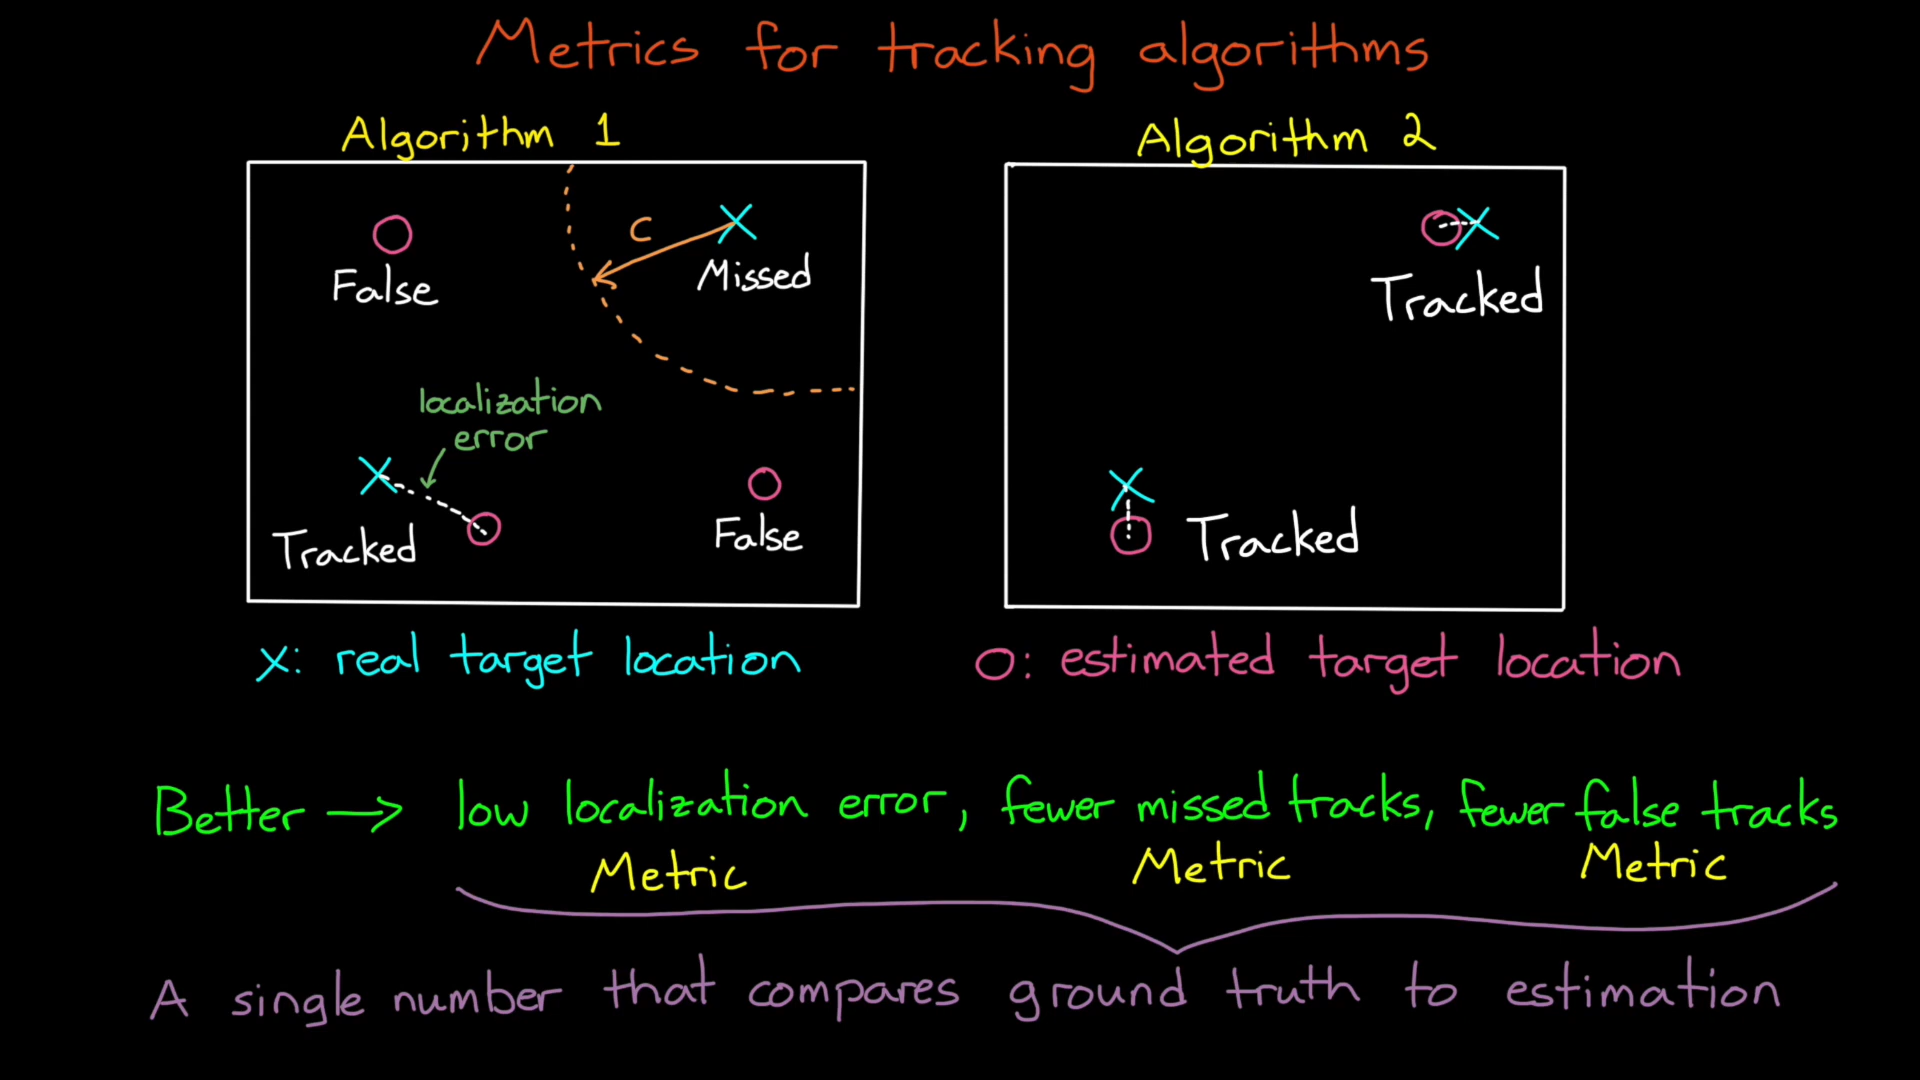 Metrics for tracking algorithms
Algorithm 1
False
C
Missed
localization
error
Tracked
False
Algorithm 2
Tracked
Tracked
X: real target location
O: estimated target location
Better → low localization error, fewer missed tracks, fewer false tracks
Metric Metric Metric
A single number that compares ground truth to estimation